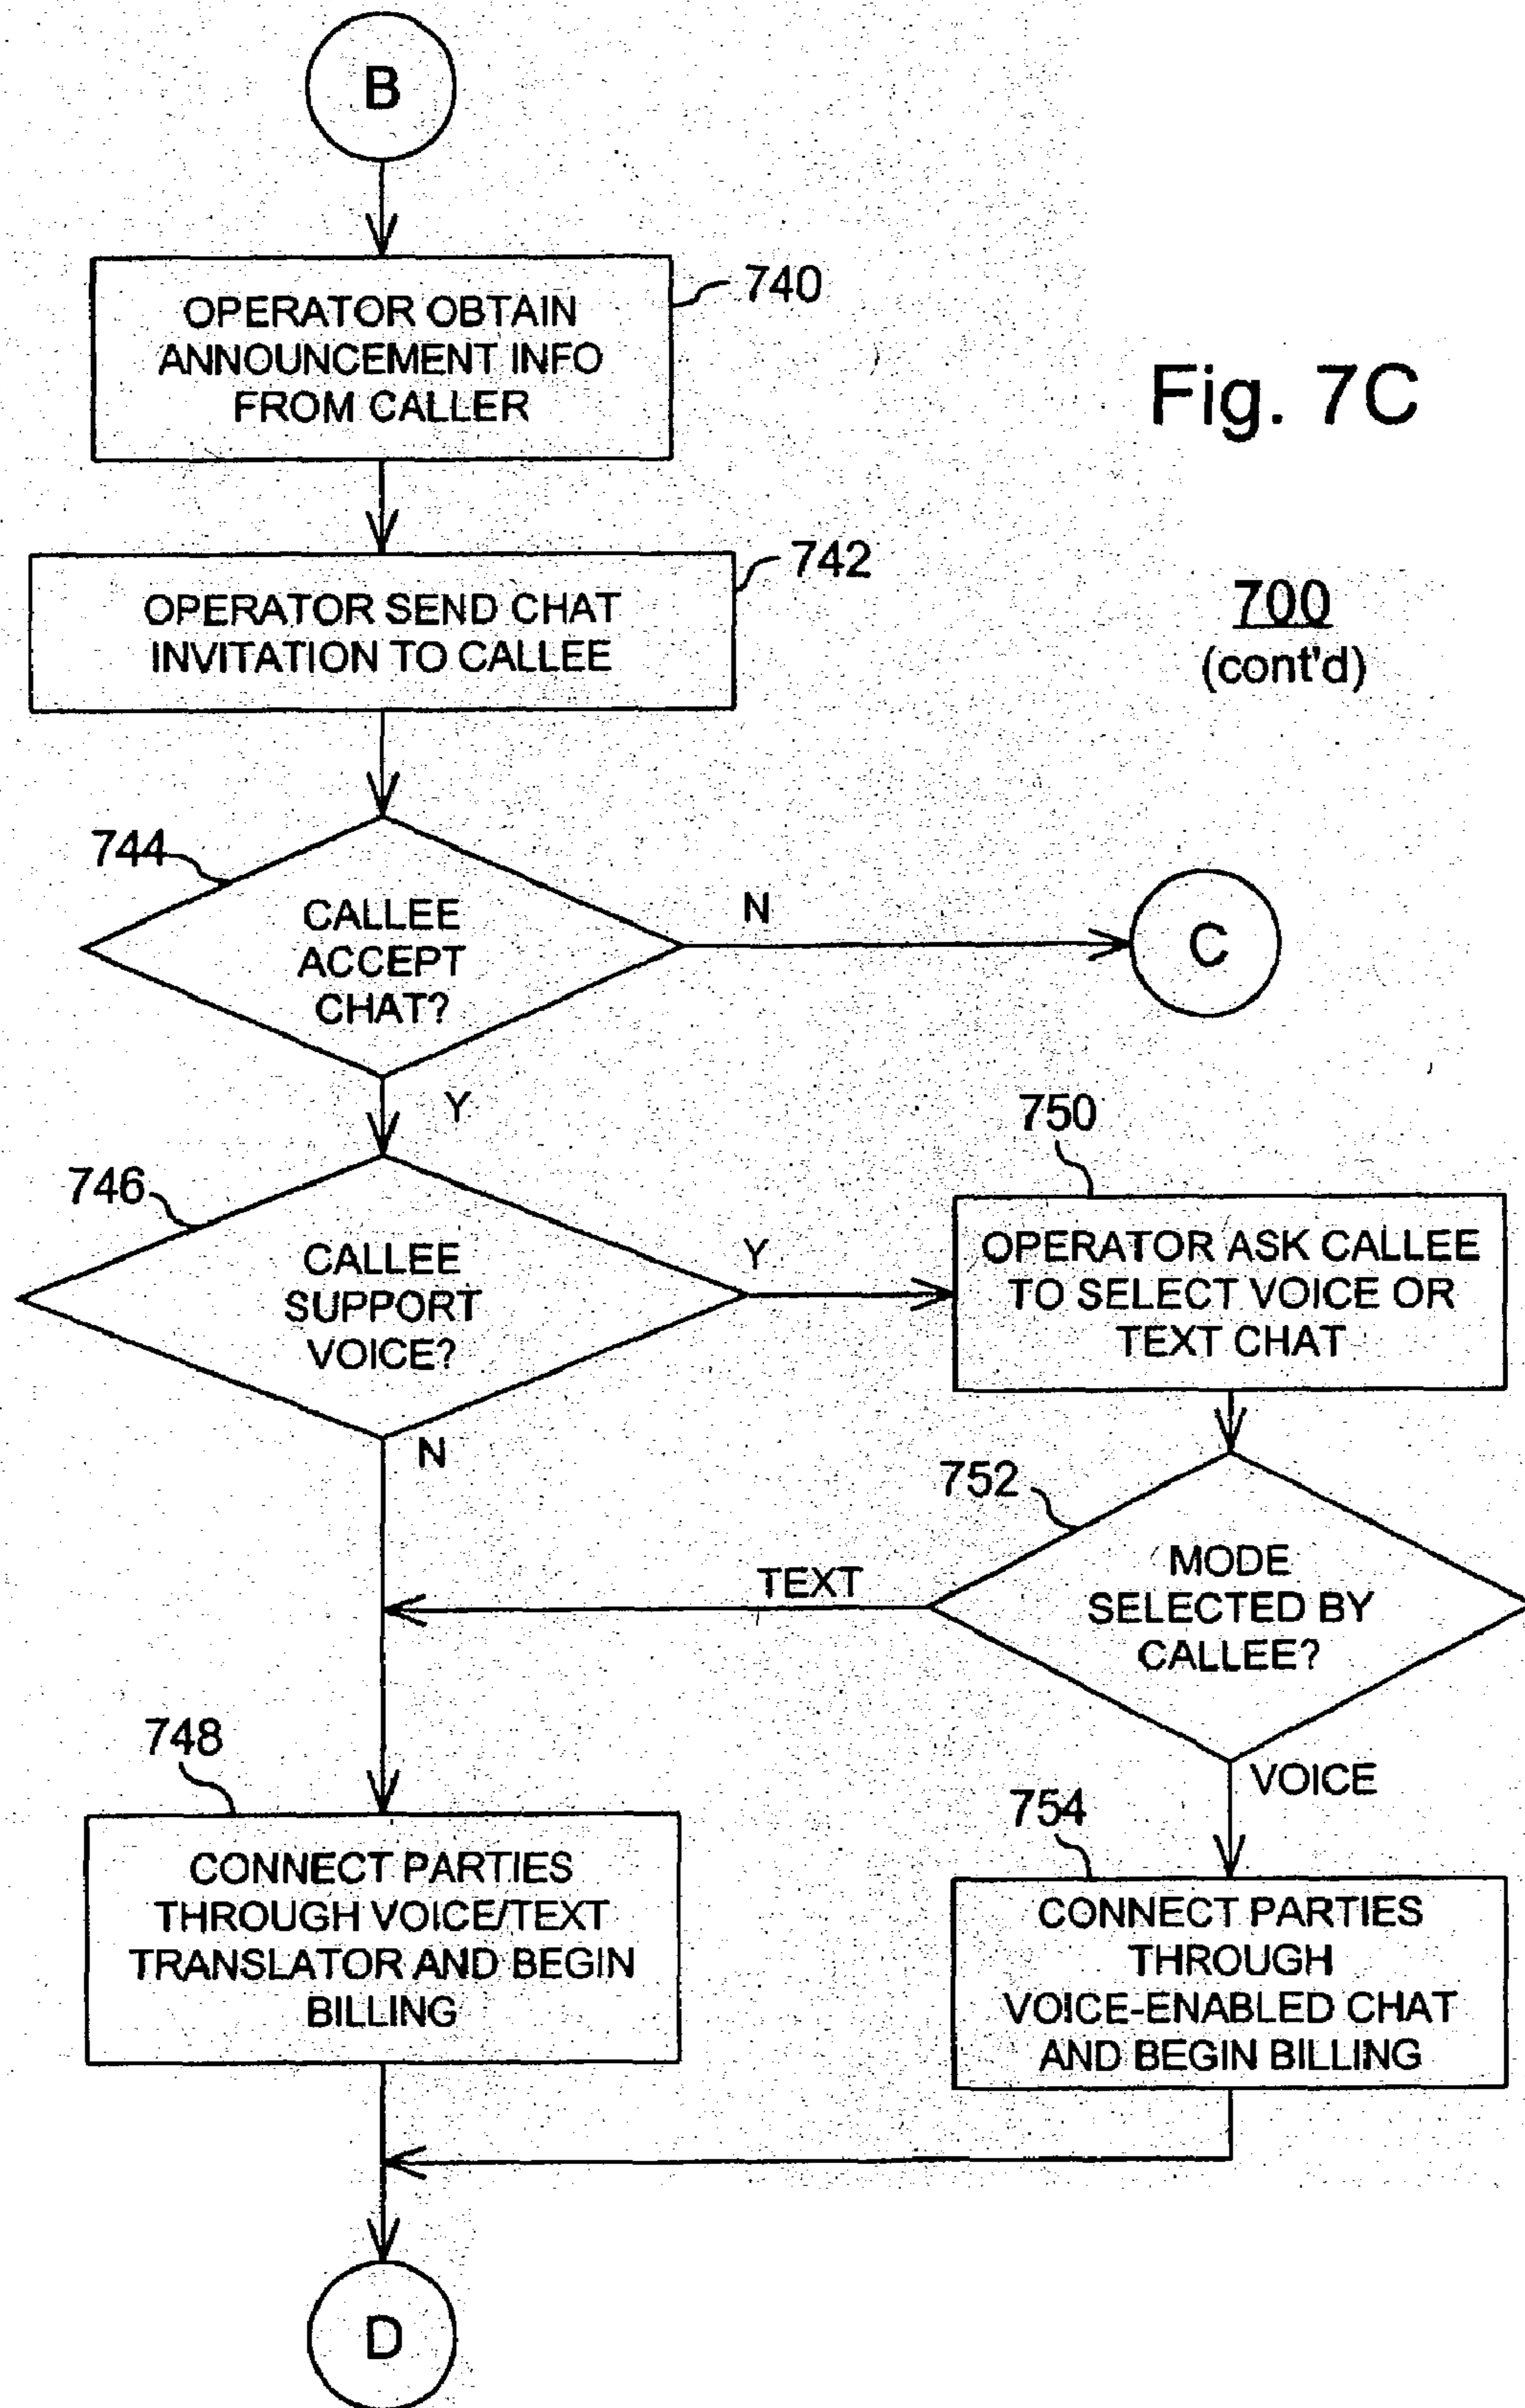 B
OPERATOR OBTAIN
ANNOUNCEMENT INFO
FROM CALLER
740
Fig. 7C
OPERATOR SEND CHAT
INVITATION TO CALLEE
742
700
(cont'd)
744
CALLEE
ACCEPT
CHAT?
N
C
Y
746
CALLEE
SUPPORT
VOICE?
Y
750
OPERATOR ASK CALLEE
TO SELECT VOICE OR
TEXT CHAT
N
752
MODE
SELECTED BY
CALLEE?
TEXT
VOICE
748
CONNECT PARTIES
THROUGH VOICE/TEXT
TRANSLATOR AND BEGIN
BILLING
754
CONNECT PARTIES
THROUGH
VOICE-ENABLED CHAT
AND BEGIN BILLING
D